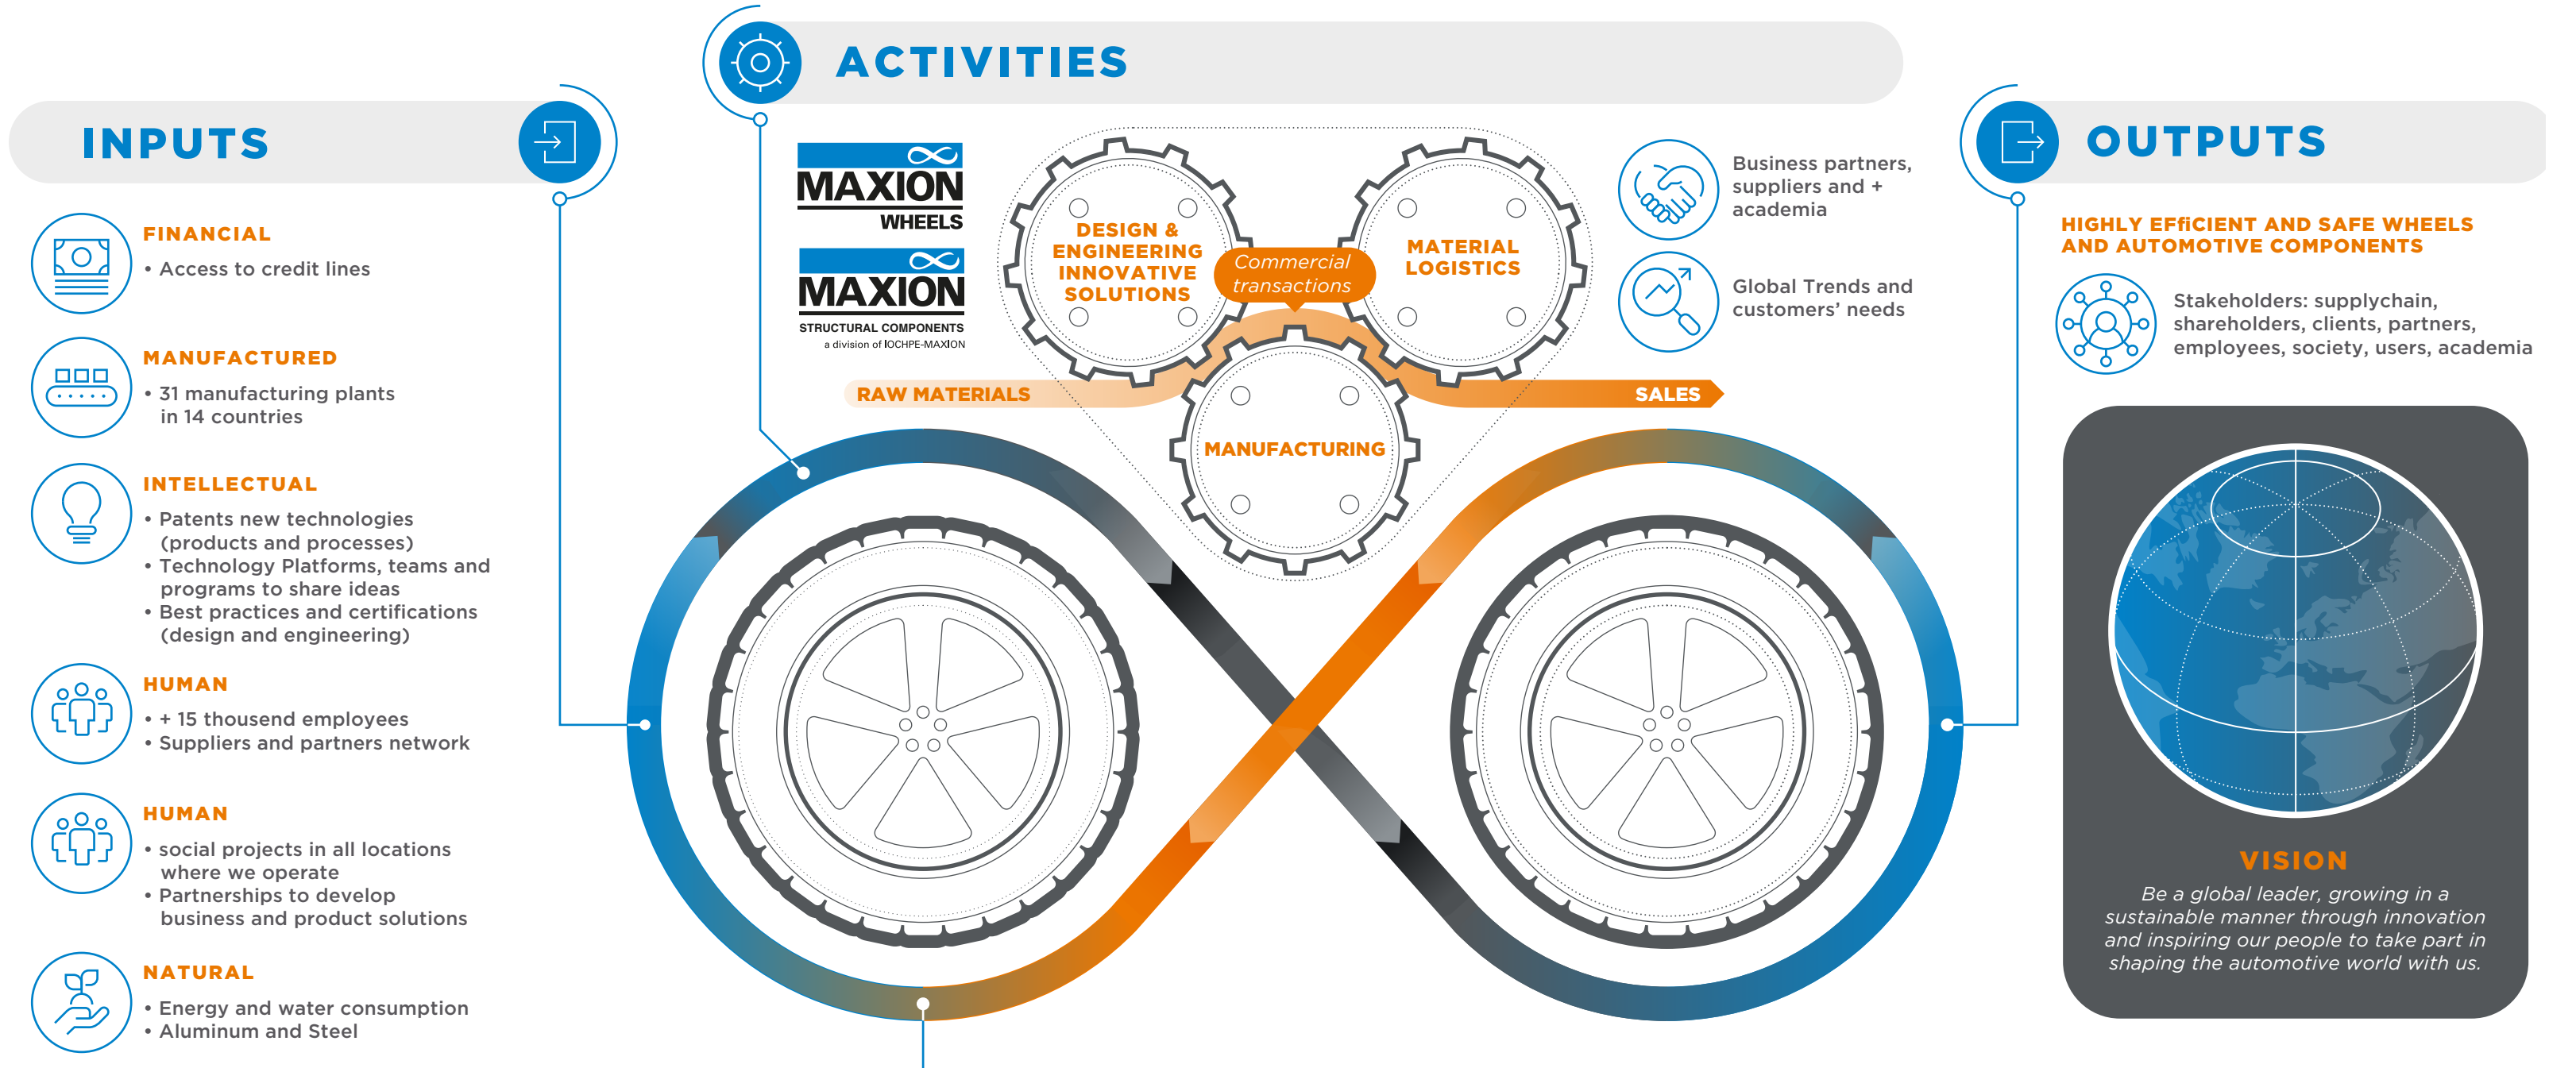 INPUTS
FINANCIAL
• Access to credit lines
MANUFACTURED
• 31 manufacturing plants
in 14 countries
INTELLECTUAL
• Patents new technologies
(products and processes)
• Technology Platforms, teams and
programs to share ideas
• Best practices and certifications
(design and engineering)
HUMAN
• + 15 thousend employees
• Suppliers and partners network
HUMAN
• social projects in all locations
where we operate
• Partnerships to develop
business and product solutions
NATURAL
• Energy and water consumption
• Aluminum and Steel
ACTIVITIES
MAXION
WHEELS
MAXION
STRUCTURAL COMPONENTS
a division of IOCHPE-MAXION
DESIGN &
ENGINEERING
INNOVATIVE
SOLUTIONS
Commercial
transactions
MATERIAL
LOGISTICS
RAW MATERIALS
SALES
MANUFACTURING
Business partners,
suppliers and +
academia
Global Trends and
customers’ needs
OUTPUTS
HIGHLY EFfiCIENT AND SAFE WHEELS
AND AUTOMOTIVE COMPONENTS
Stakeholders: supplychain,
shareholders, clients, partners,
employees, society, users, academia
VISION
Be a global leader, growing in a
sustainable manner through innovation
and inspiring our people to take part in
shaping the automotive world with us.